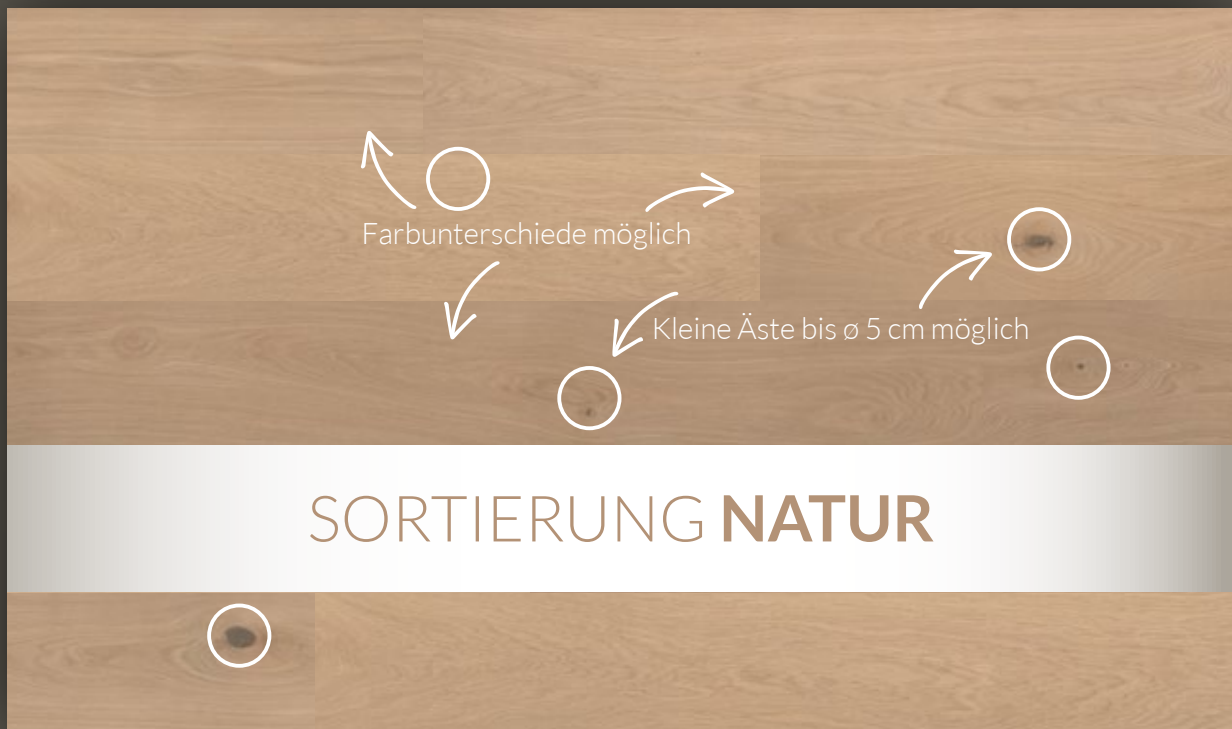 Farbunterschiede möglich
Kleine Äste bis ø 5 cm möglich
SORTIERUNG NATUR